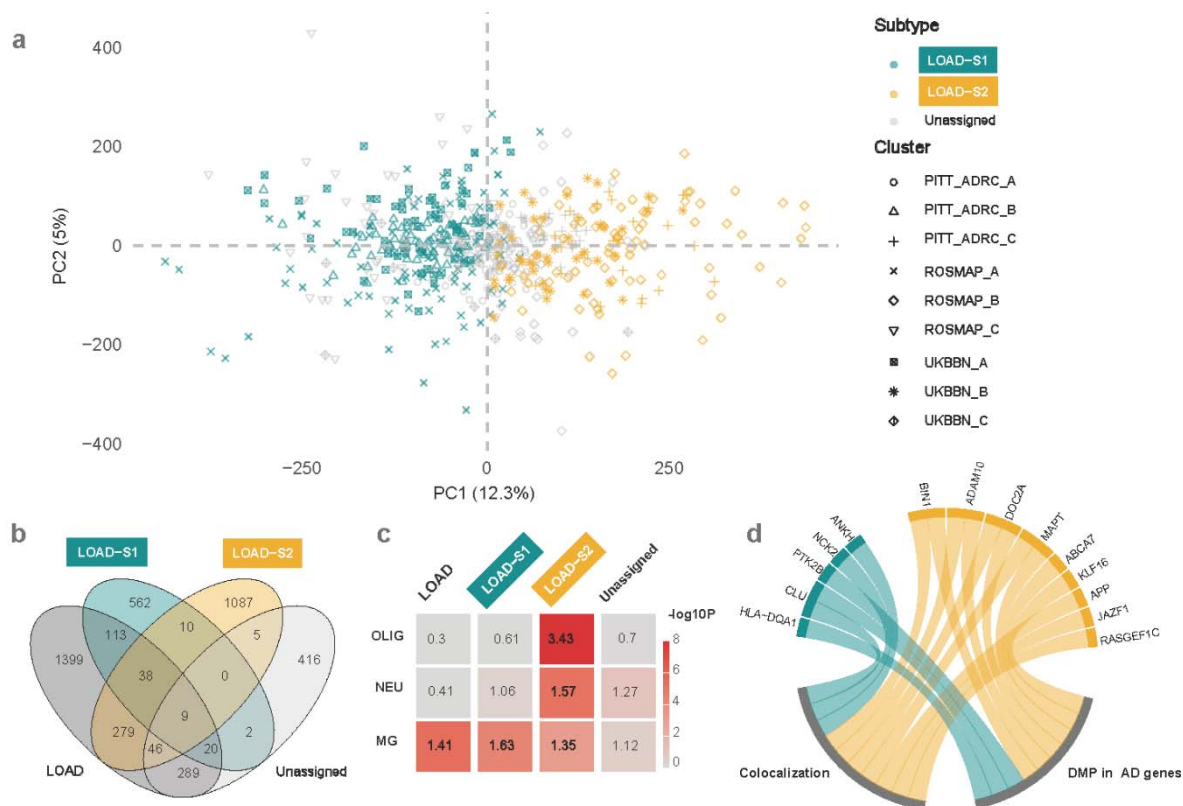 a
400
200
0
−200
−400
PC2 (5%)
−250
0
250
PC1 (12.3%)
Subtype
LOAD−S1
LOAD−S2
Unassigned
Cluster
PITT_ADRC_A
PITT_ADRC_B
PITT_ADRC_C
ROSMAP_A
ROSMAP_B
ROSMAP_C
UKBBN_A
UKBBN_B
UKBBN_C
b
LOAD−S1
LOAD−S2
562
1087
113
10
5
1399
416
38
0
9
279
2
46
20
289
LOAD
Unassigned
c
LOAD
LOAD−S1
LOAD−S2
Unassigned
OLIG
0.3
0.61
3.43
0.7
NEU
0.41
1.06
1.57
1.27
MG
1.41
1.63
1.35
1.12
-log10P
8
6
4
2
0
d
HLA−DQA1
CLU
PTK2B
NCK2
ANKH
BIN1
ADAM10
DOC2A
MAPT
ABCA7
KLF16
APP
JAZF1
RASGEF1C
Colocalization
DMP in AD genes